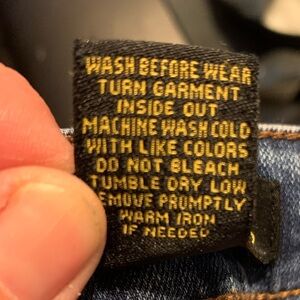 WASH BEFORE WEAR
TURN GARMENT
INSIDE OUT
MACHINE WASH COLD
WITH LIKE COLORS
DO NOT BLEACH
TUMBLE DRY LOW
REMOVE PROMPTLY
WARM IRON
IF NEEDED